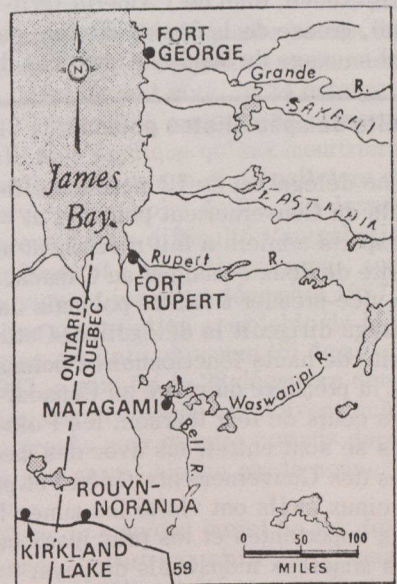 FORT
GEORGE
Grande R.
SAKAMI
N
James
Bay
EASTMAIN
Rupert R.
FORT
RUPERT
ONTARIO
QUEBEC
MATAGAMI
Waswanipi R.
Bell R.
ROUYN-
NORANDA
KIRKLAND
LAKE
59
0 50 100
MILES